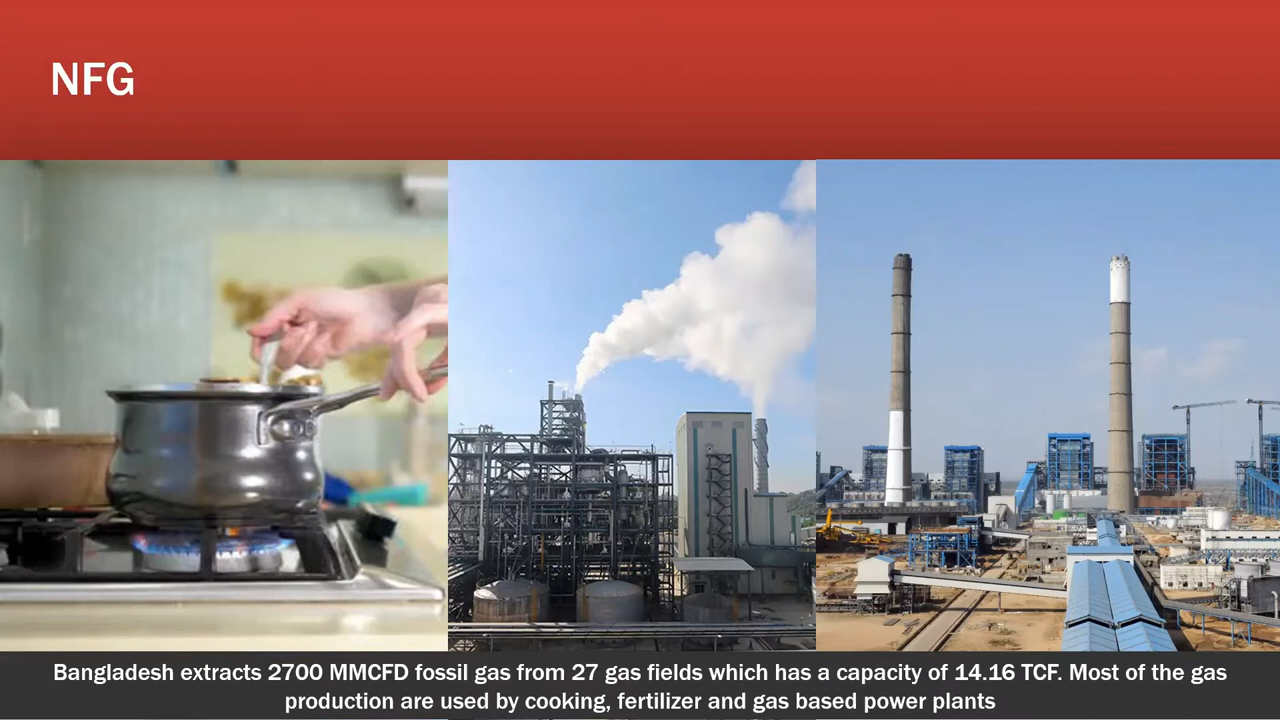 NFG
Bangladesh extracts 2700 MMCFD fossil gas from 27 gas fields which has a capacity of 14.16 TCF. Most of the gas
production are used by cooking, fertilizer and gas based power plants